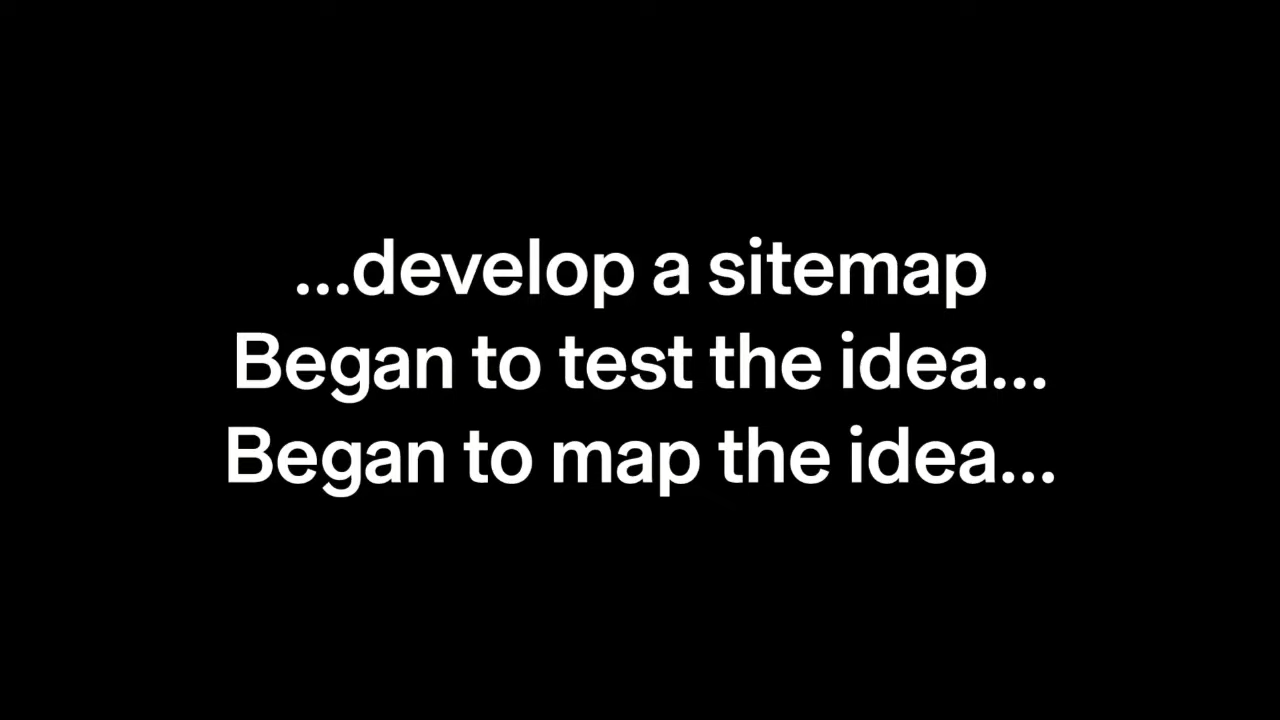 ...develop a sitemap
Began to test the idea...
Began to map the idea...